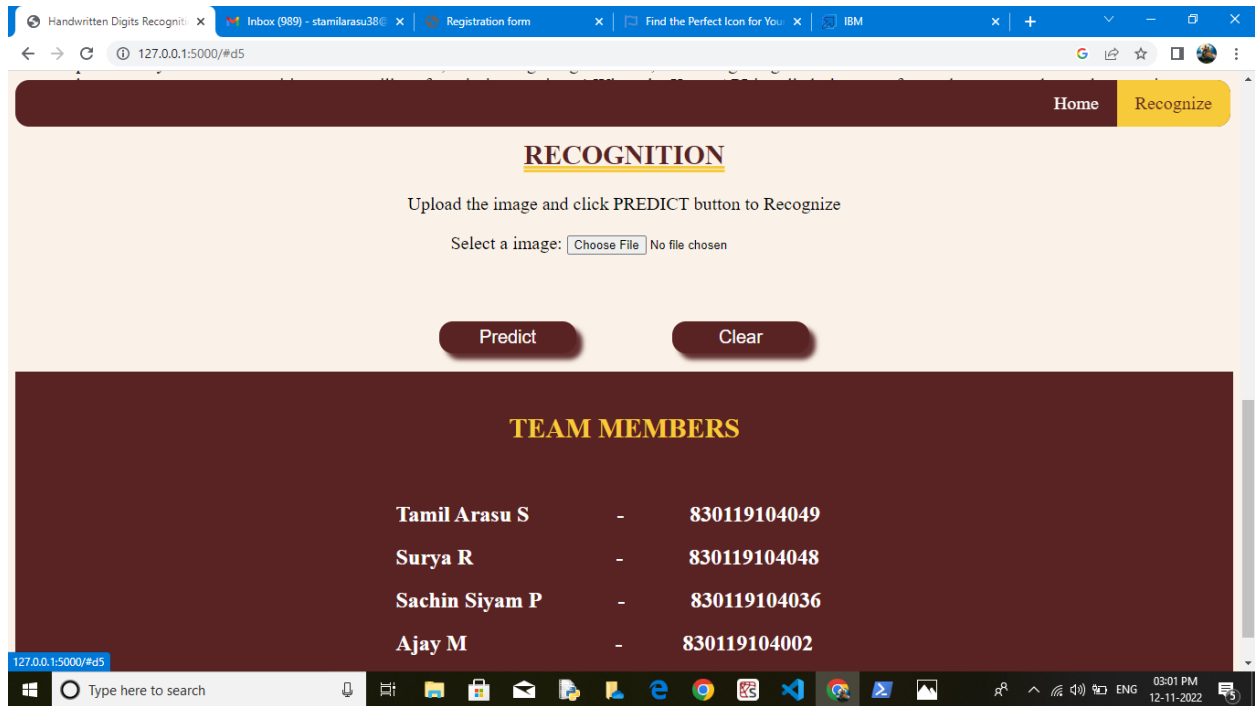 Handwritten Digits Recogniti
Inbox (989) - stamilarasu38@
Registration form
Find the Perfect Icon for You
IBM
127.0.0.1:5000/#d5
Home
Recognize
RECOGNITION
Upload the image and click PREDICT button to Recognize
Select a image: Choose File No file chosen
Predict Clear
TEAM MEMBERS
Tamil Arasu S - 830119104049
Surya R - 830119104048
Sachin Siyam P - 830119104036
Ajay M - 830119104002
127.0.0.1:5000/#d5
Type here to search
ENG
03:01 PM
12-11-2022
5